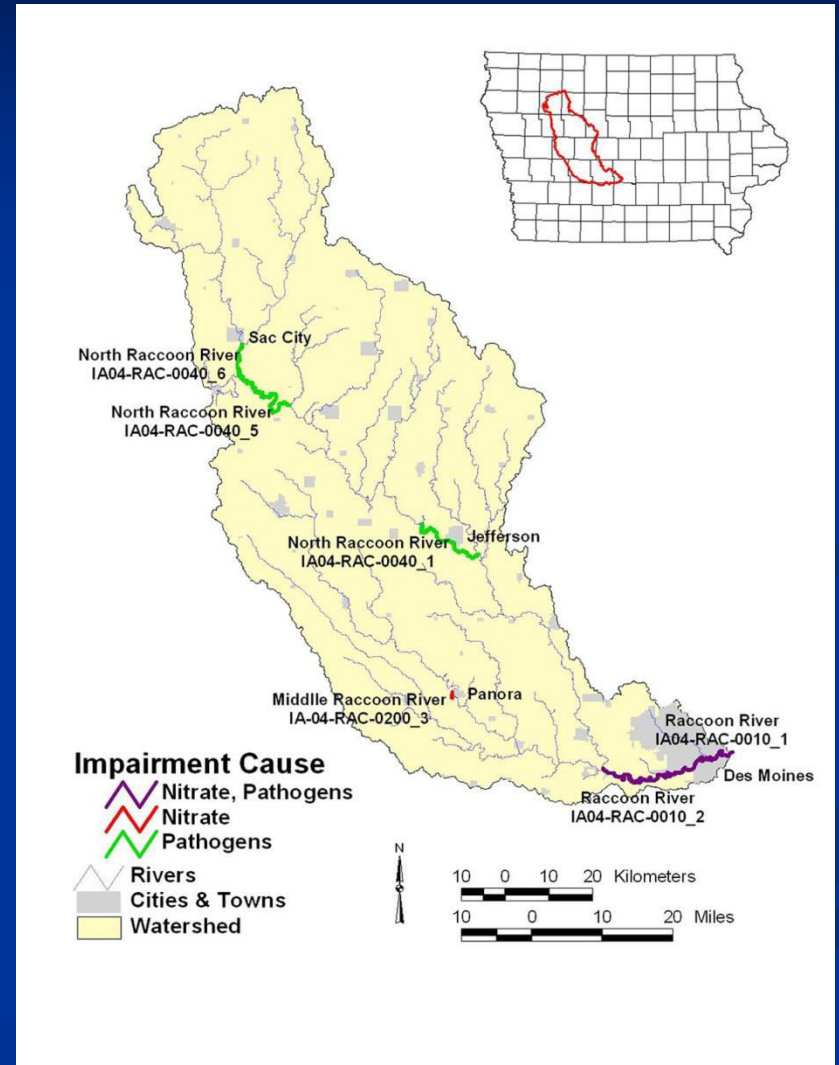 Sac City
North Raccoon River
IA04-RAC-0040_6
North Raccoon River
IA04-RAC-0040_5
North Raccoon River
IA04-RAC-0040_1
Jefferson
Middlle Raccoon River
IA-04-RAC-0200_3
Panora
Raccoon River
IA04-RAC-0010_1
Des Moines
Raccoon River
IA04-RAC-0010_2
Impairment Cause
Nitrate, Pathogens
Nitrate
Pathogens
Rivers
Cities & Towns
Watershed
N
10 0 10 20 Kilometers
10 0 10 20 Miles